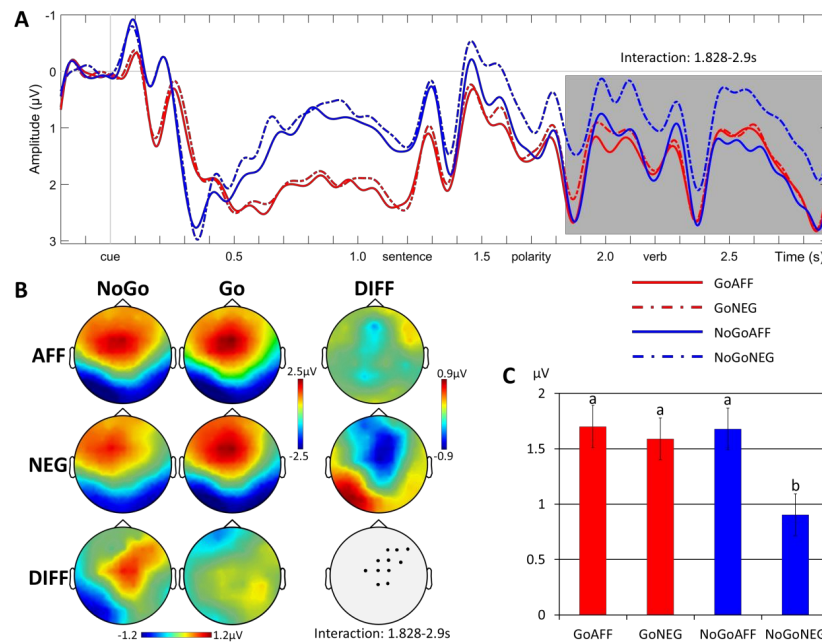 A
Interaction: 1.828-2.9s
Amplitude (µV)
-1
0
1
2
3
cue
0.5
1.0
sentence
1.5
polarity
2.0
verb
2.5
Time (s)
GoAFF
GoNEG
NoGoAFF
NoGoNEG
B
NoGo
Go
DIFF
AFF
NEG
DIFF
2.5µV
-2.5
0.9µV
-0.9
-1.2
1.2µV
Interaction: 1.828-2.9s
C
µV
2
1.5
1
0.5
0
a
a
a
b
GoAFF
GoNEG
NoGoAFF
NoGoNEG